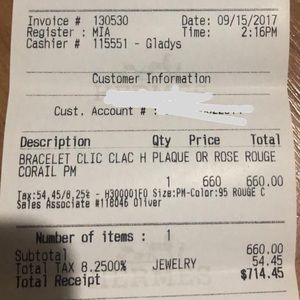 Invoice # 130530 Date: 09/15/2017
Register : MIA Time: 2:16PM
Cashier # 115551 - Gladys
Customer Information
Cust. Account # :
Description Qty Price Total
BRACELET CLIC CLAC H PLAQUE OR ROSE ROUGE
CORAIL PM
1 660 660.00
Tax:54,45/8,25% - H300001FO Size:PM-Color:95 ROUGE C
Sales Associate #118046 Oliver
Number of items : 1
Subtotal 660.00
Total TAX 8.2500% JEWELRY 54.45
Total Receipt $714.45